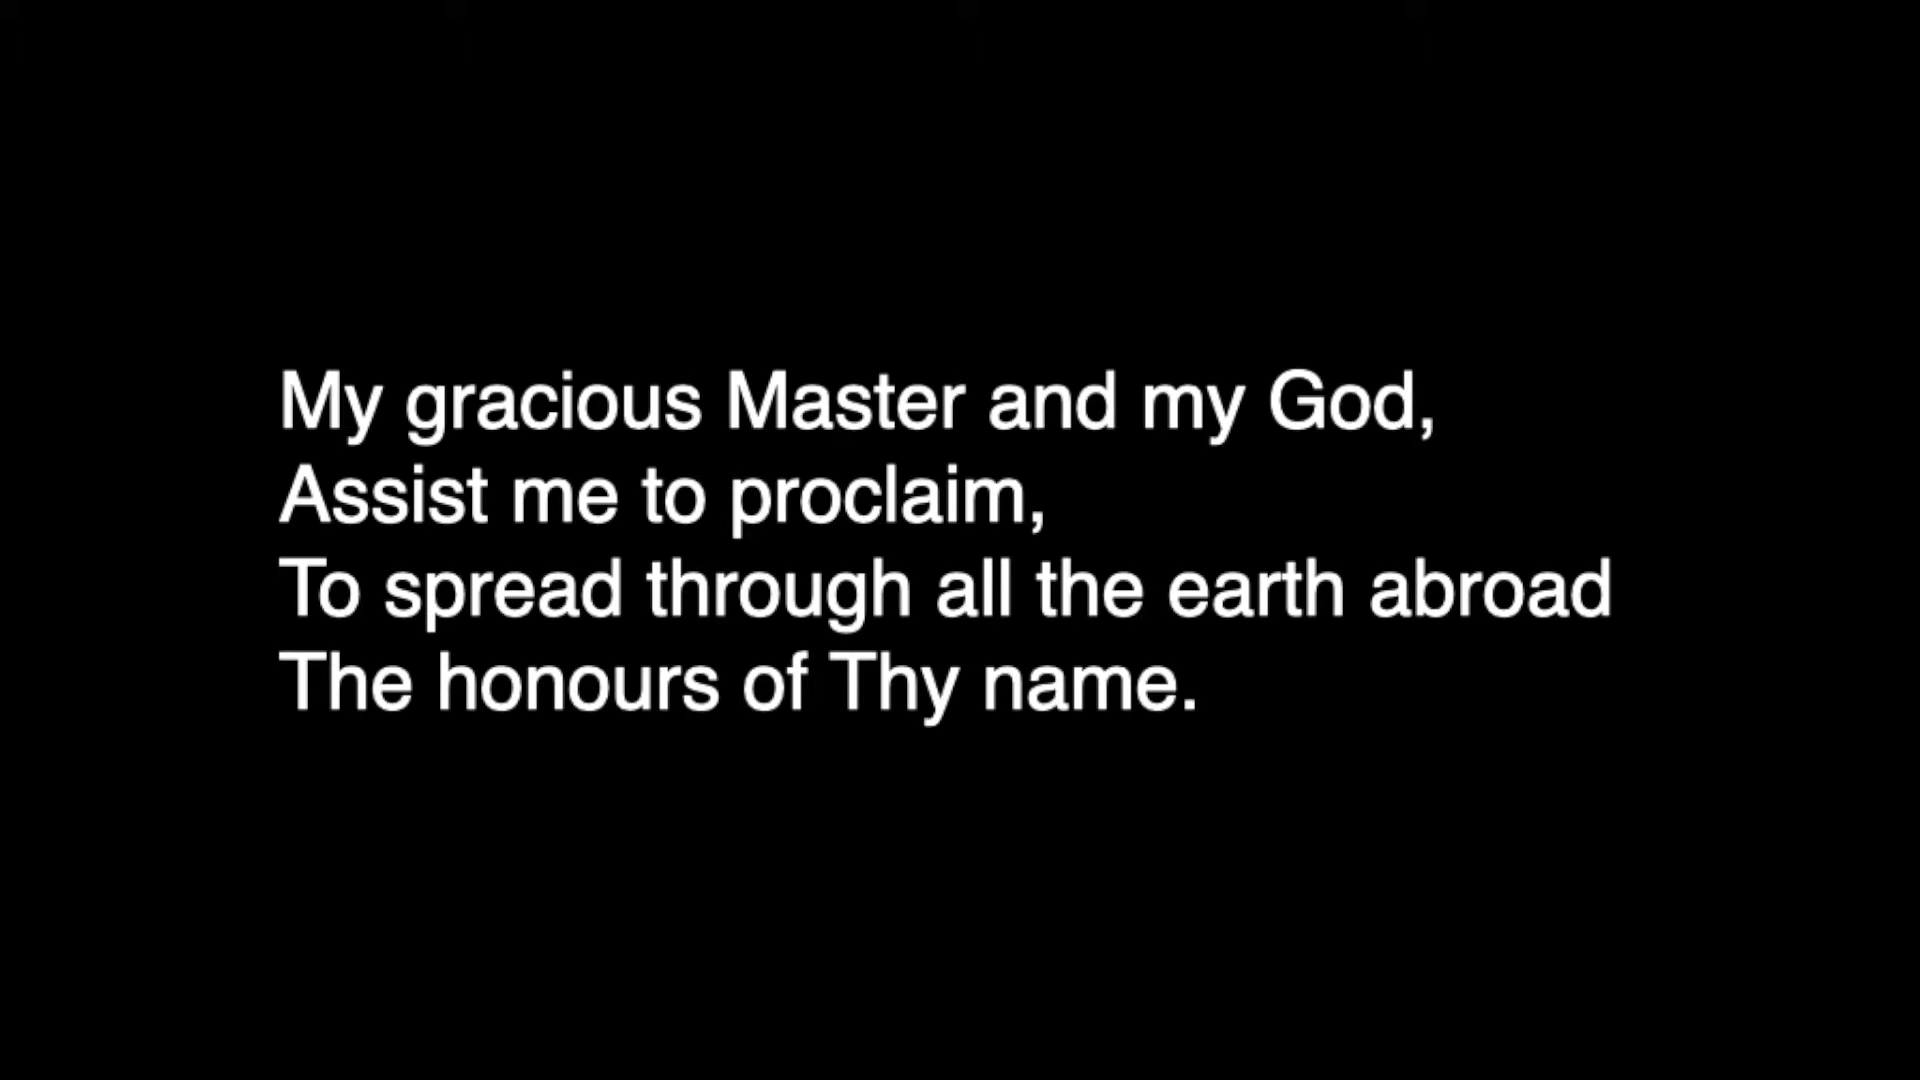 My gracious Master and my God,
Assist me to proclaim,
To spread through all the earth abroad
The honours of Thy name.